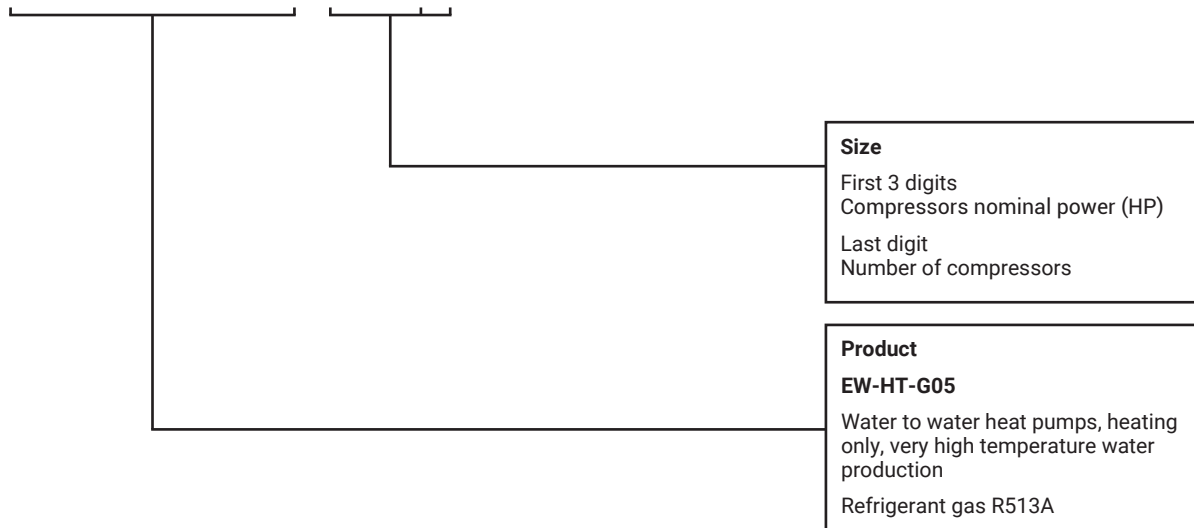 Size
First 3 digits
Compressors nominal power (HP)
Last digit
Number of compressors
Product
EW-HT-G05
Water to water heat pumps, heating
only, very high temperature water
production
Refrigerant gas R513A